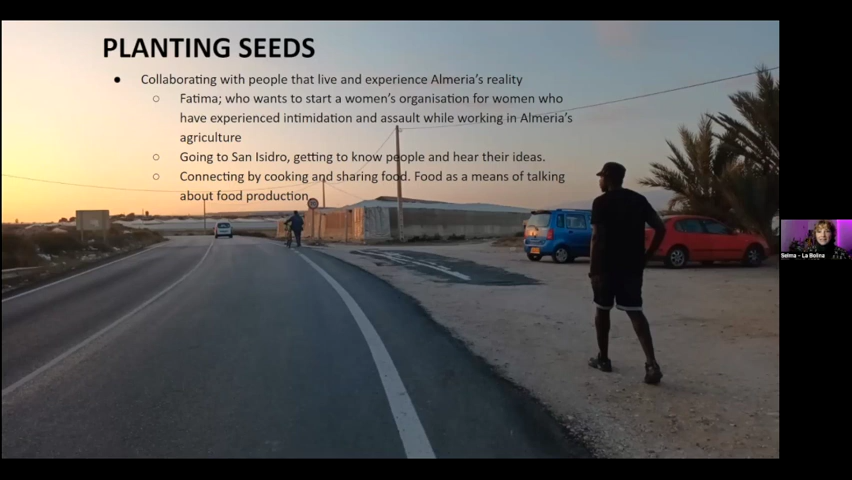 PLANTING SEEDS
● Collaborating with people that live and experience Almeria's reality
○ Fatima; who wants to start a women's organisation for women who
have experienced intimidation and assault while working in Almeria's
agriculture
○ Going to San Isidro, getting to know people and hear their ideas.
○ Connecting by cooking and sharing food. Food as a means of talking
about food production
Selma - La Bolina